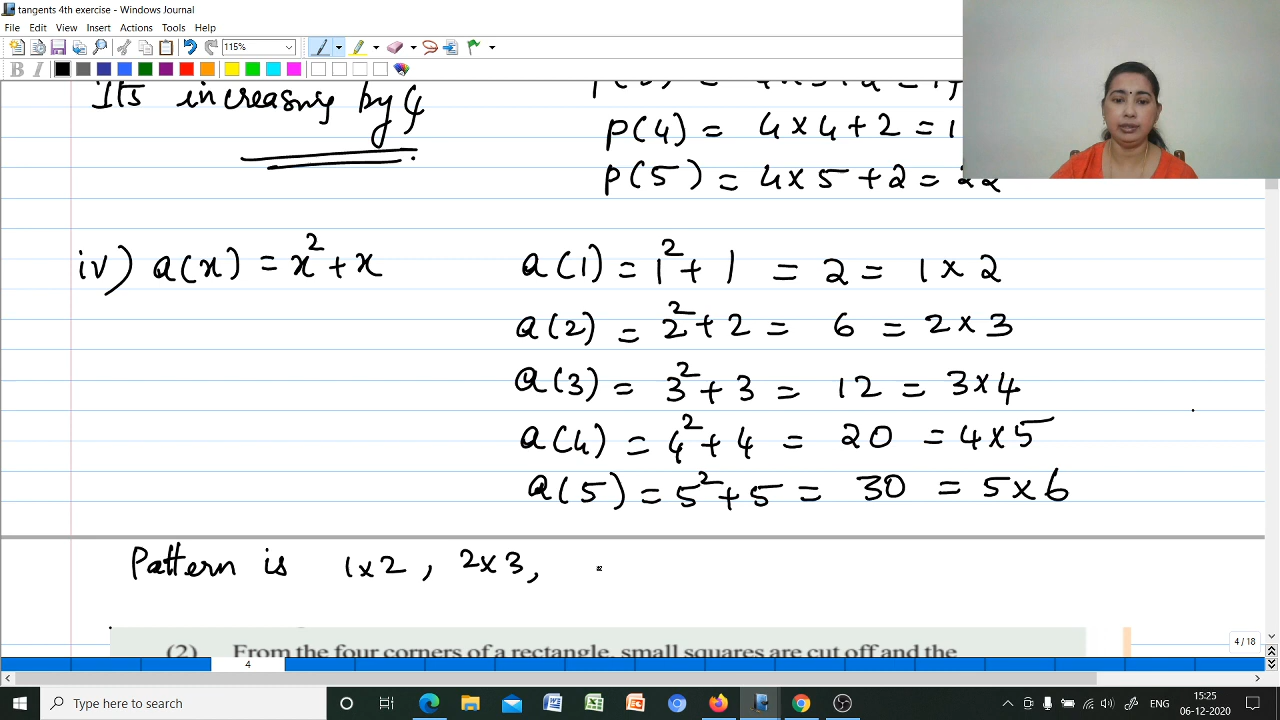 tangents 4th exercise - Windows Journal
File Edit View Insert Actions Tools Help
115%
B I
Its increasing by 4
P(4) = 4×4+2 = 1
P(5) = 4×5+2 = 22
iv) a(x) = x²+x
a(1) = 1²+1 = 2 = 1×2
a(2) = 2²+2 = 6 = 2×3
a(3) = 3²+3 = 12 = 3×4
a(4) = 4²+4 = 20 = 4×5
a(5) = 5²+5 = 30 = 5×6
Pattern is 1×2, 2×3,
(2) From the four corners of a rectangle, small squares are cut off and the
4 / 18
4
Type here to search
ENG
15:25
06-12-2020